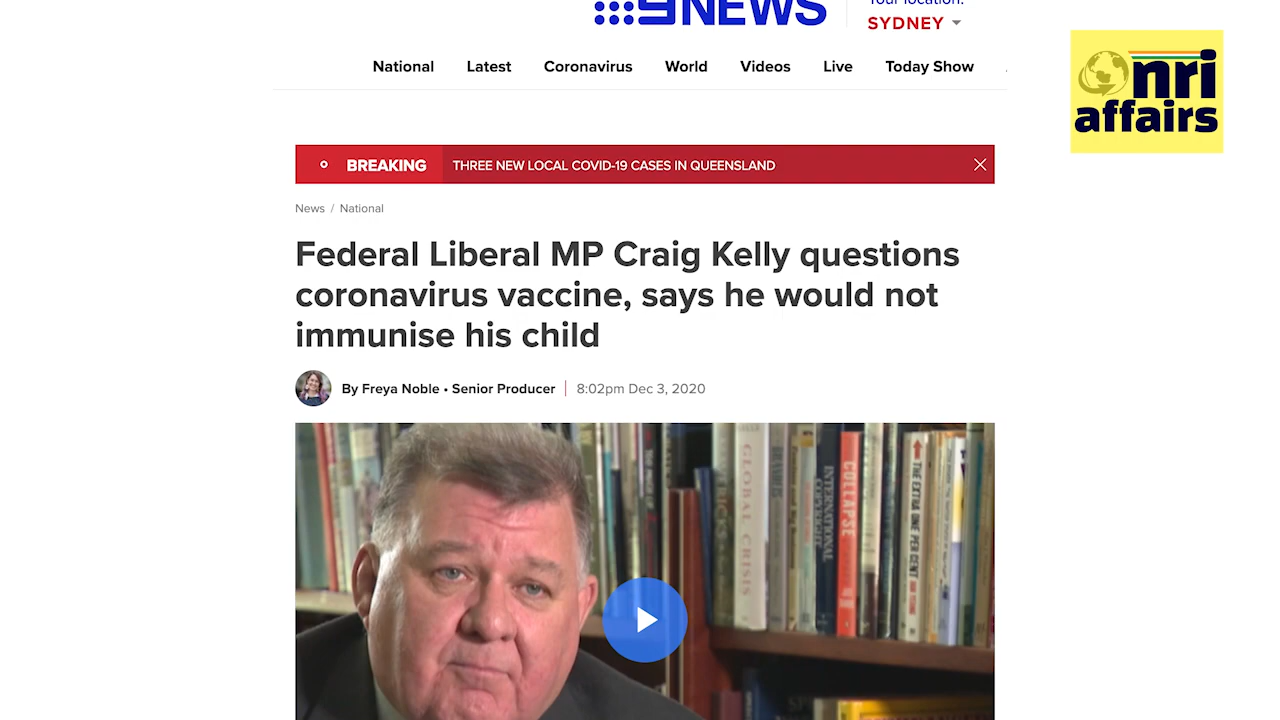 9NEWS
Your location:
SYDNEY
National Latest Coronavirus World Videos Live Today Show
nri
affairs
BREAKING THREE NEW LOCAL COVID-19 CASES IN QUEENSLAND
News / National
Federal Liberal MP Craig Kelly questions
coronavirus vaccine, says he would not
immunise his child
By Freya Noble • Senior Producer 8:02pm Dec 3, 2020
GLOBAL CRISIS
INTERNATIONAL
COPYRIGHT
COLLAPSE
THE EXTRA ONE PER CENT